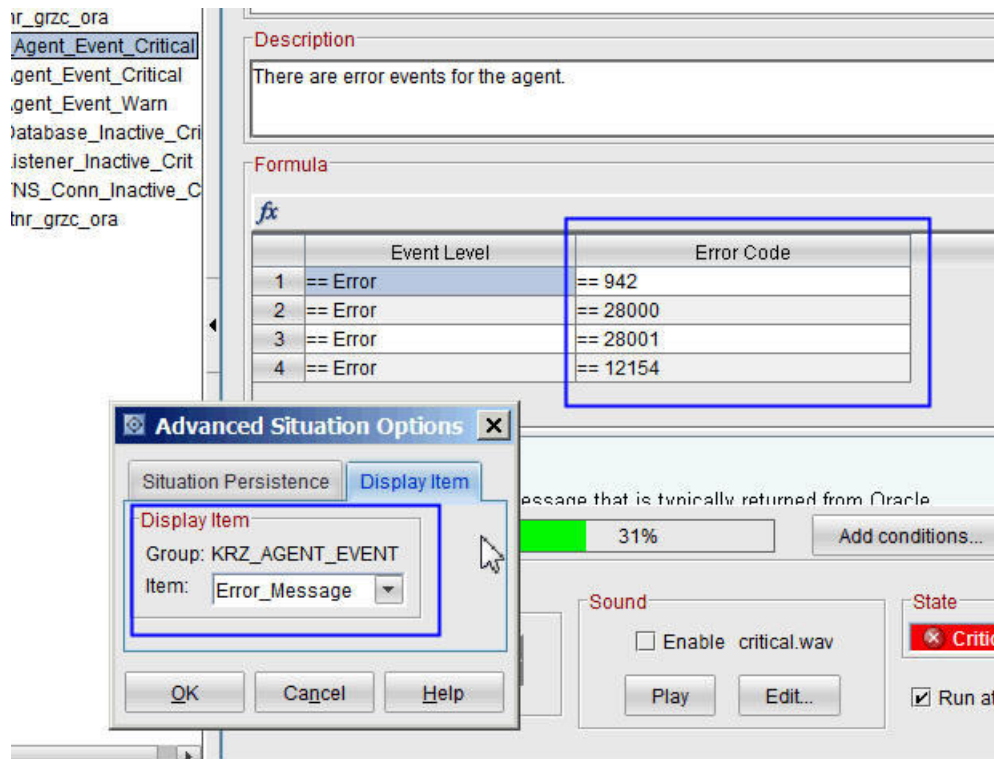 nr_grzc_ora
_Agent_Event_Critical
gent_Event_Critical
gent_Event_Warn
atabase_Inactive_Cri
istener_Inactive_Crit
NS_Conn_Inactive_C
tnr_grzc_ora
Description
There are error events for the agent.
Formula
fx
Event Level Error Code
1 == Error == 942
2 == Error == 28000
3 == Error == 28001
4 == Error == 12154
Advanced Situation Options
Situation Persistence Display Item
Display Item
Group: KRZ_AGENT_EVENT
Item: Error_Message
OK Cancel Help
essage that is typically returned from Oracle
31% Add conditions...
Sound
Enable critical.wav
Play Edit...
State
Critic
Run at